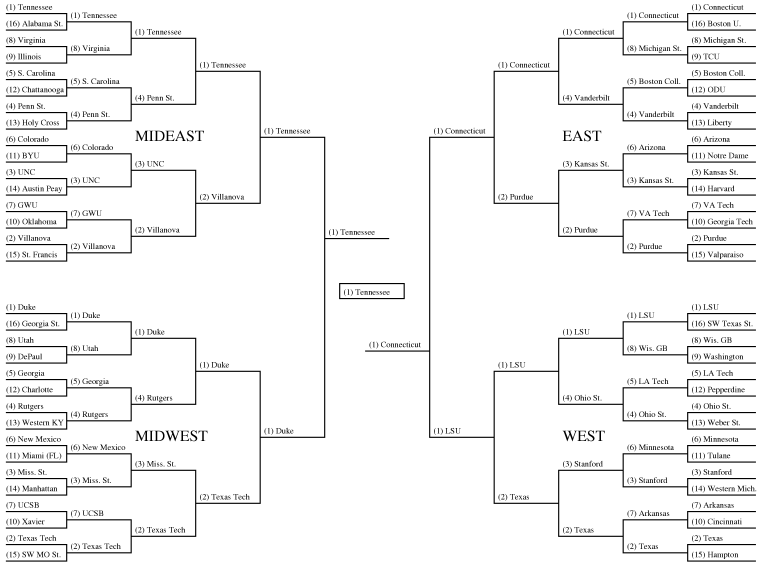 (1) Tennessee
(16) Alabama St.
(8) Virginia
(9) Illinois
(5) S. Carolina
(12) Chattanooga
(4) Penn St.
(13) Holy Cross
(6) Colorado
(11) BYU
(3) UNC
(14) Austin Peay
(7) GWU
(10) Oklahoma
(2) Villanova
(15) St. Francis
(1) Tennessee
(8) Virginia
(5) S. Carolina
(4) Penn St.
(6) Colorado
(3) UNC
(7) GWU
(2) Villanova
(1) Tennessee
(4) Penn St.
(3) UNC
(2) Villanova
(1) Tennessee
(2) Villanova
(1) Tennessee
MIDEAST
(1) Duke
(16) Georgia St.
(8) Utah
(9) DePaul
(5) Georgia
(12) Charlotte
(4) Rutgers
(13) Western KY
(6) New Mexico
(11) Miami (FL)
(3) Miss. St.
(14) Manhattan
(7) UCSB
(10) Xavier
(2) Texas Tech
(15) SW MO St.
(1) Duke
(8) Utah
(5) Georgia
(4) Rutgers
(6) New Mexico
(3) Miss. St.
(7) UCSB
(2) Texas Tech
(1) Duke
(4) Rutgers
(3) Miss. St.
(2) Texas Tech
(1) Duke
(2) Texas Tech
(1) Duke
MIDWEST
(1) Tennessee
(1) Tennessee
(1) Connecticut
(1) Connecticut
(1) Connecticut
(2) Purdue
(1) Connecticut
(4) Vanderbilt
(3) Kansas St.
(2) Purdue
(1) Connecticut
(8) Michigan St.
(5) Boston Coll.
(4) Vanderbilt
(6) Arizona
(3) Kansas St.
(7) VA Tech
(2) Purdue
(1) Connecticut
(16) Boston U.
(8) Michigan St.
(9) TCU
(5) Boston Coll.
(12) ODU
(4) Vanderbilt
(13) Liberty
(6) Arizona
(11) Notre Dame
(3) Kansas St.
(14) Harvard
(7) VA Tech
(10) Georgia Tech
(2) Purdue
(15) Valparaiso
EAST
(1) LSU
(1) LSU
(2) Texas
(1) LSU
(4) Ohio St.
(3) Stanford
(2) Texas
(1) LSU
(8) Wis. GB
(5) LA Tech
(4) Ohio St.
(6) Minnesota
(3) Stanford
(7) Arkansas
(2) Texas
(1) LSU
(16) SW Texas St.
(8) Wis. GB
(9) Washington
(5) LA Tech
(12) Pepperdine
(4) Ohio St.
(13) Weber St.
(6) Minnesota
(11) Tulane
(3) Stanford
(14) Western Mich.
(7) Arkansas
(10) Cincinnati
(2) Texas
(15) Hampton
WEST